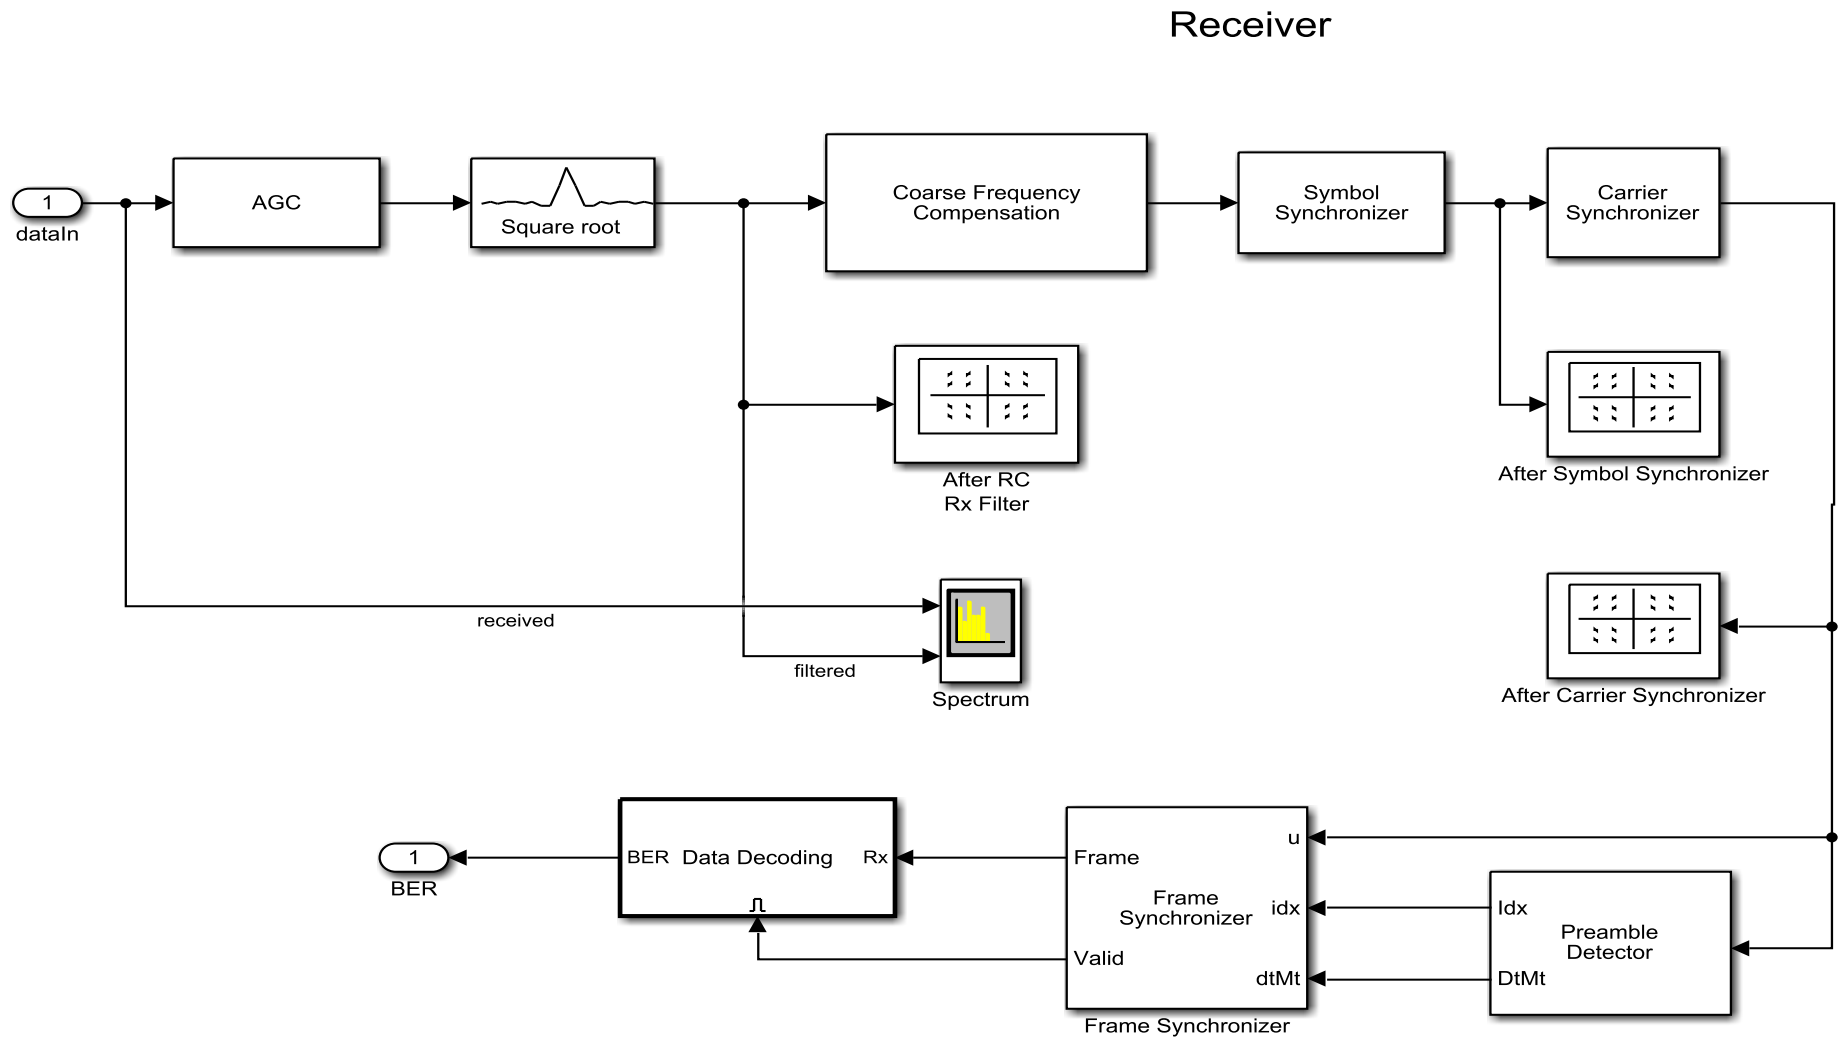 Receiver
1
dataIn
AGC
Square root
Coarse Frequency
Compensation
Symbol
Synchronizer
Carrier
Synchronizer
After RC
Rx Filter
After Symbol Synchronizer
received
filtered
Spectrum
After Carrier Synchronizer
1
BER
BER
Data Decoding
Rx
Frame
Valid
Frame
Synchronizer
u
idx
dtMt
Frame Synchronizer
Idx
DtMt
Preamble
Detector